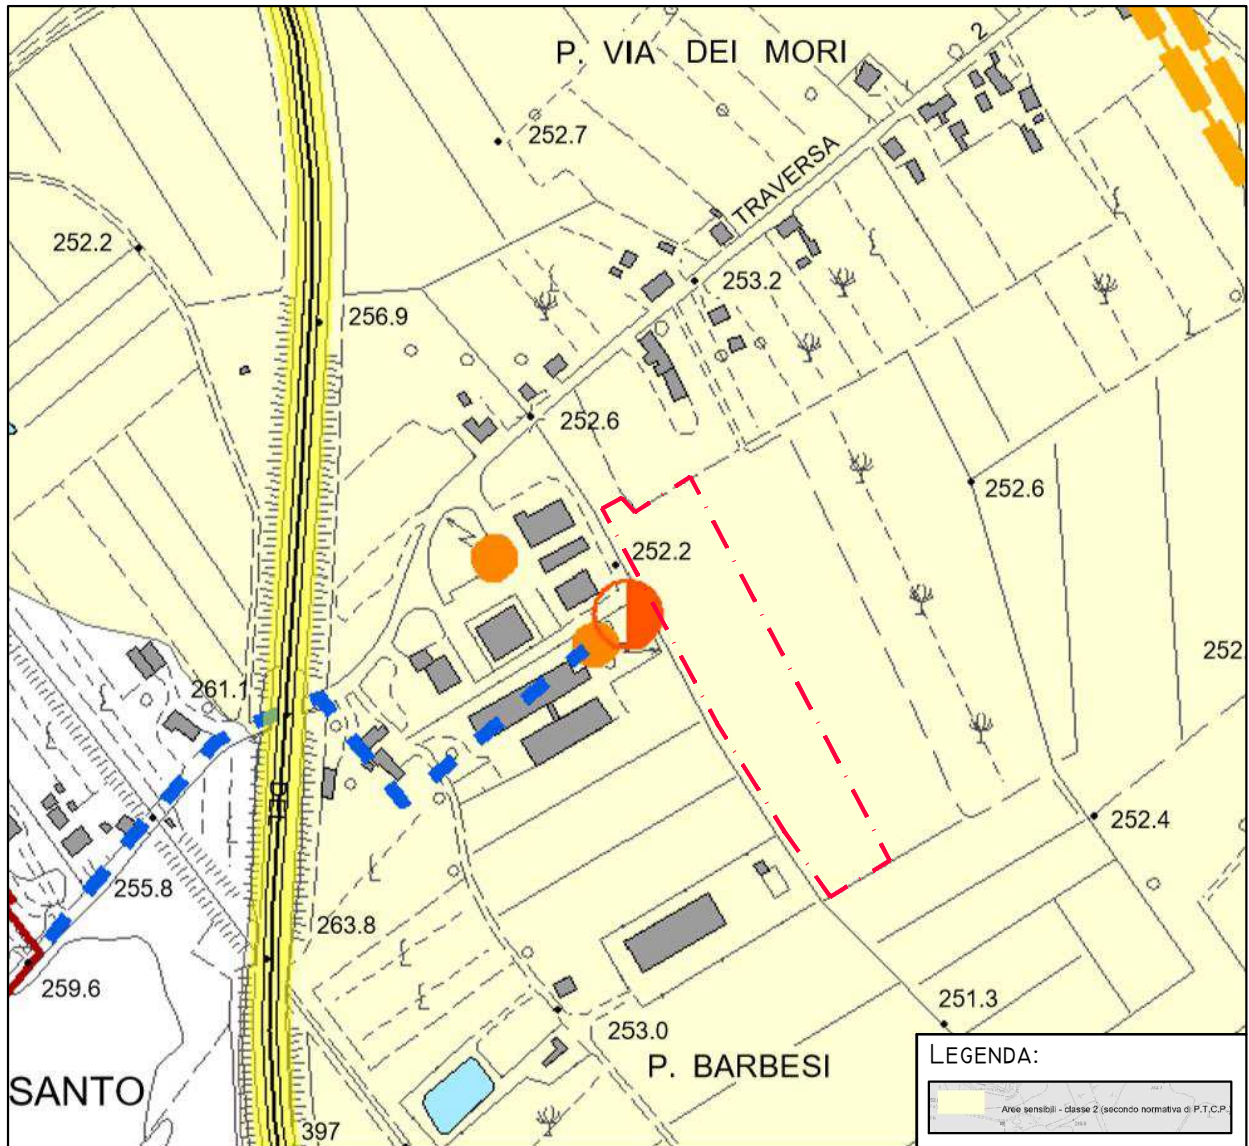 P. VIA DEI MORI
2
252.7
TRAVERSA
252.2
253.2
256.9
252.6
252.6
252.2
252
261.1
DEL
252.4
255.8
263.8
259.6
251.3
253.0
P. BARBESI
SANTO
397
LEGENDA:
Aree sensibili - classe 2 (secondo normativa di P.T.C.P.)